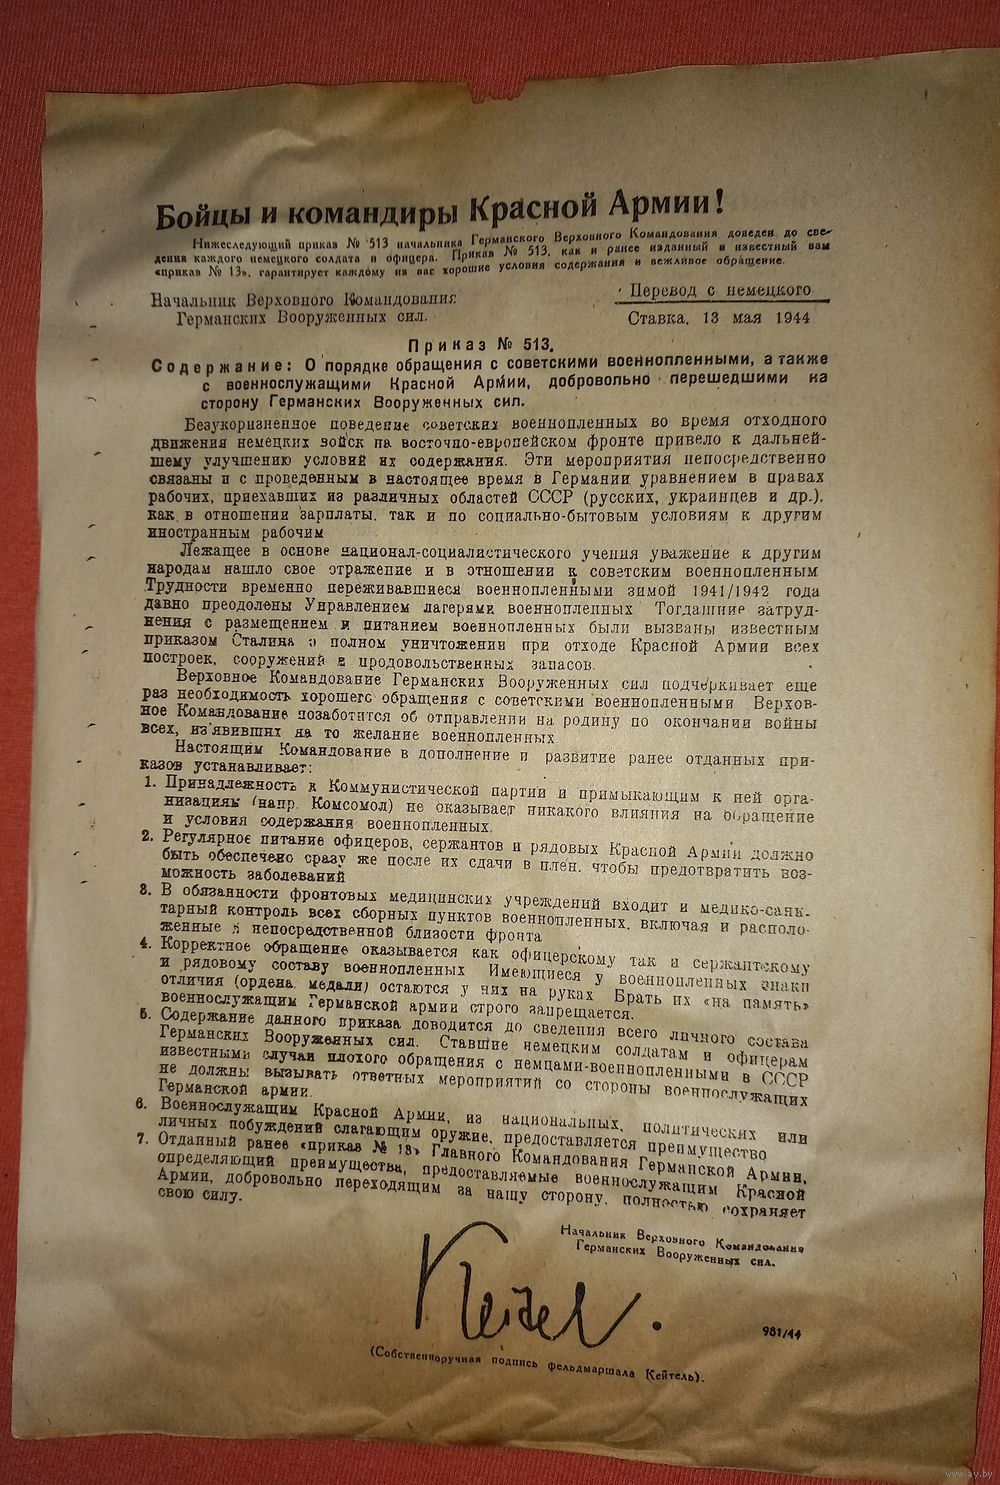 Бойцы и командиры Красной Армии!
Нижеследующий приказ № 513 начальника Германского Верховного Командования доведен до све-
дения каждого немецкого солдата и офицера. Приказ № 513, как и ранее изданный и известный вам
«приказ № 13», гарантирует каждому из вас хорошие условия содержания и вежливое обращение.
Начальник Верховного Командования
Германских Вооруженных сил.
Перевод с немецкого
Ставка, 13 мая 1944
Приказ № 513.
Содержание: О порядке обращения с советскими военнопленными, а также
с военнослужащими Красной Армии, добровольно перешедшими на
сторону Германских Вооруженных сил.
Безукоризненное поведение советских военнопленных во время отходного
движения немецких войск на восточно-европейском фронте привело к дальней-
шему улучшению условий их содержания. Эти мероприятия непосредственно
связаны и с проведенным в настоящее время в Германии уравнением в правах
рабочих, приехавших из различных областей СССР (русских, украинцев и др.),
как в отношении зарплаты, так и по социально-бытовым условиям к другим
иностранным рабочим
Лежащее в основе национал-социалистического учения уважение к другим
народам нашло свое отражение и в отношении к советским военнопленным
Трудности временно переживавшиеся военнопленными зимой 1941/1942 года
давно преодолены Управлением лагерями военнопленных Тогдашние затруд-
нения с размещением и питанием военнопленных были вызваны известным
приказом Сталина о полном уничтожении при отходе Красной Армии всех
построек, сооружений и продовольственных запасов.
Верховное Командование Германских Вооруженных сил подчёркивает еще
раз необходимость хорошего обращения с советскими военнопленными Верхов-
ное Командование позаботится об отправлении на родину по окончании войны
всех, из'явивших на то желание военнопленных
Настоящим Командование в дополнение и развитие ранее отданных при-
казов устанавливает:
1. Принадлежность к Коммунистической партии и примыкающим к ней орга-
низациям (напр. Комсомол) не оказывает никакого влияния на обращение
и условия содержания военнопленных.
2. Регулярное питание офицеров, сержантов и рядовых Красной Армии должно
быть обеспечено сразу же после их сдачи в плен, чтобы предотвратить воз-
можность заболеваний
3. В обязанности фронтовых медицинских учреждений входит и медико-сани-
тарный контроль всех сборных пунктов военнопленных, включая и располо-
женные в непосредственной близости фронта
4. Корректное обращение оказывается как офицерскому так и сержантскому
и рядовому составу военнопленных Имеющиеся у военнопленных знаки
отличия (ордена, медали) остаются у них на руках Брать их «на память»
военнослужащим Германской армии строго запрещается.
5. Содержание данного приказа доводится до сведения всего личного состава
Германских Вооруженных сил. Ставшие немецким солдатам и офицерам
известными случаи плохого обращения с немцами-военнопленными в СССР
не должны вызывать ответных мероприятий со стороны военнослужащих
Германской армии.
6. Военнослужащим Красной Армии, из национальных, политических или
личных побуждений слагающим оружие, предоставляется преимущество
7. Отданный ранее «приказ № 13» Главного Командования Германской Армии,
определяющий преимущества, предоставляемые военнослужащим Красной
Армии, добровольно переходящим за нашу сторону, полностью сохраняет
свою силу.
Начальник Верховного Командования
Германских Вооруженных сил.
Keitel.
981/44
(Собственноручная подпись фельдмаршала Кейтель).
www.ay.by